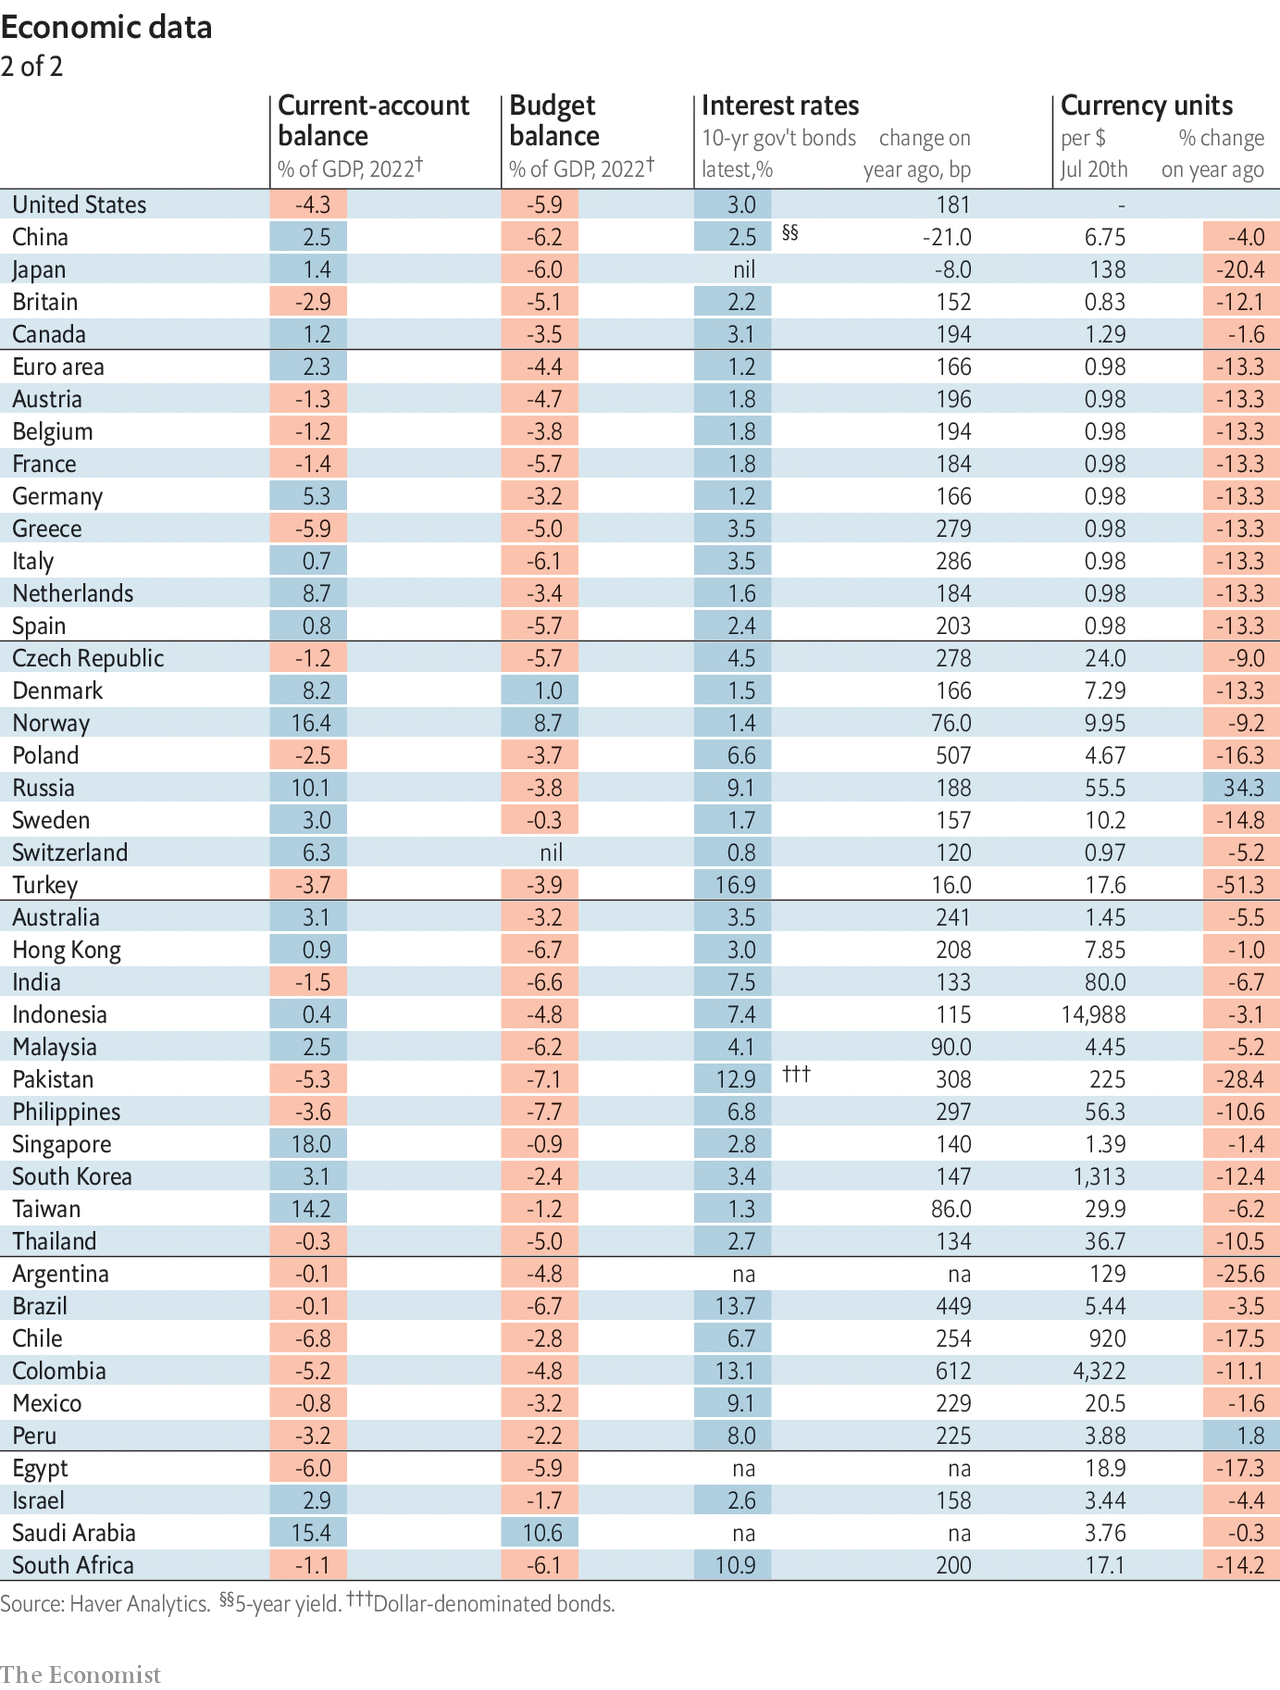 Economic data
2 of 2
Current-account balance Budget balance Interest rates Currency units
% of GDP, 2022† % of GDP, 2022† 10-yr gov't bonds latest,% change on year ago, bp per $ Jul 20th % change on year ago
United States -4.3 -5.9 3.0 181 -
China 2.5 -6.2 2.5 §§ -21.0 6.75 -4.0
Japan 1.4 -6.0 nil -8.0 138 -20.4
Britain -2.9 -5.1 2.2 152 0.83 -12.1
Canada 1.2 -3.5 3.1 194 1.29 -1.6
Euro area 2.3 -4.4 1.2 166 0.98 -13.3
Austria -1.3 -4.7 1.8 196 0.98 -13.3
Belgium -1.2 -3.8 1.8 194 0.98 -13.3
France -1.4 -5.7 1.8 184 0.98 -13.3
Germany 5.3 -3.2 1.2 166 0.98 -13.3
Greece -5.9 -5.0 3.5 279 0.98 -13.3
Italy 0.7 -6.1 3.5 286 0.98 -13.3
Netherlands 8.7 -3.4 1.6 184 0.98 -13.3
Spain 0.8 -5.7 2.4 203 0.98 -13.3
Czech Republic -1.2 -5.7 4.5 278 24.0 -9.0
Denmark 8.2 1.0 1.5 166 7.29 -13.3
Norway 16.4 8.7 1.4 76.0 9.95 -9.2
Poland -2.5 -3.7 6.6 507 4.67 -16.3
Russia 10.1 -3.8 9.1 188 55.5 34.3
Sweden 3.0 -0.3 1.7 157 10.2 -14.8
Switzerland 6.3 nil 0.8 120 0.97 -5.2
Turkey -3.7 -3.9 16.9 16.0 17.6 -51.3
Australia 3.1 -3.2 3.5 241 1.45 -5.5
Hong Kong 0.9 -6.7 3.0 208 7.85 -1.0
India -1.5 -6.6 7.5 133 80.0 -6.7
Indonesia 0.4 -4.8 7.4 115 14,988 -3.1
Malaysia 2.5 -6.2 4.1 90.0 4.45 -5.2
Pakistan -5.3 -7.1 12.9 ††† 308 225 -28.4
Philippines -3.6 -7.7 6.8 297 56.3 -10.6
Singapore 18.0 -0.9 2.8 140 1.39 -1.4
South Korea 3.1 -2.4 3.4 147 1,313 -12.4
Taiwan 14.2 -1.2 1.3 86.0 29.9 -6.2
Thailand -0.3 -5.0 2.7 134 36.7 -10.5
Argentina -0.1 -4.8 na na 129 -25.6
Brazil -0.1 -6.7 13.7 449 5.44 -3.5
Chile -6.8 -2.8 6.7 254 920 -17.5
Colombia -5.2 -4.8 13.1 612 4,322 -11.1
Mexico -0.8 -3.2 9.1 229 20.5 -1.6
Peru -3.2 -2.2 8.0 225 3.88 1.8
Egypt -6.0 -5.9 na na 18.9 -17.3
Israel 2.9 -1.7 2.6 158 3.44 -4.4
Saudi Arabia 15.4 10.6 na na 3.76 -0.3
South Africa -1.1 -6.1 10.9 200 17.1 -14.2
Source: Haver Analytics. §§5-year yield. †††Dollar-denominated bonds.
The Economist